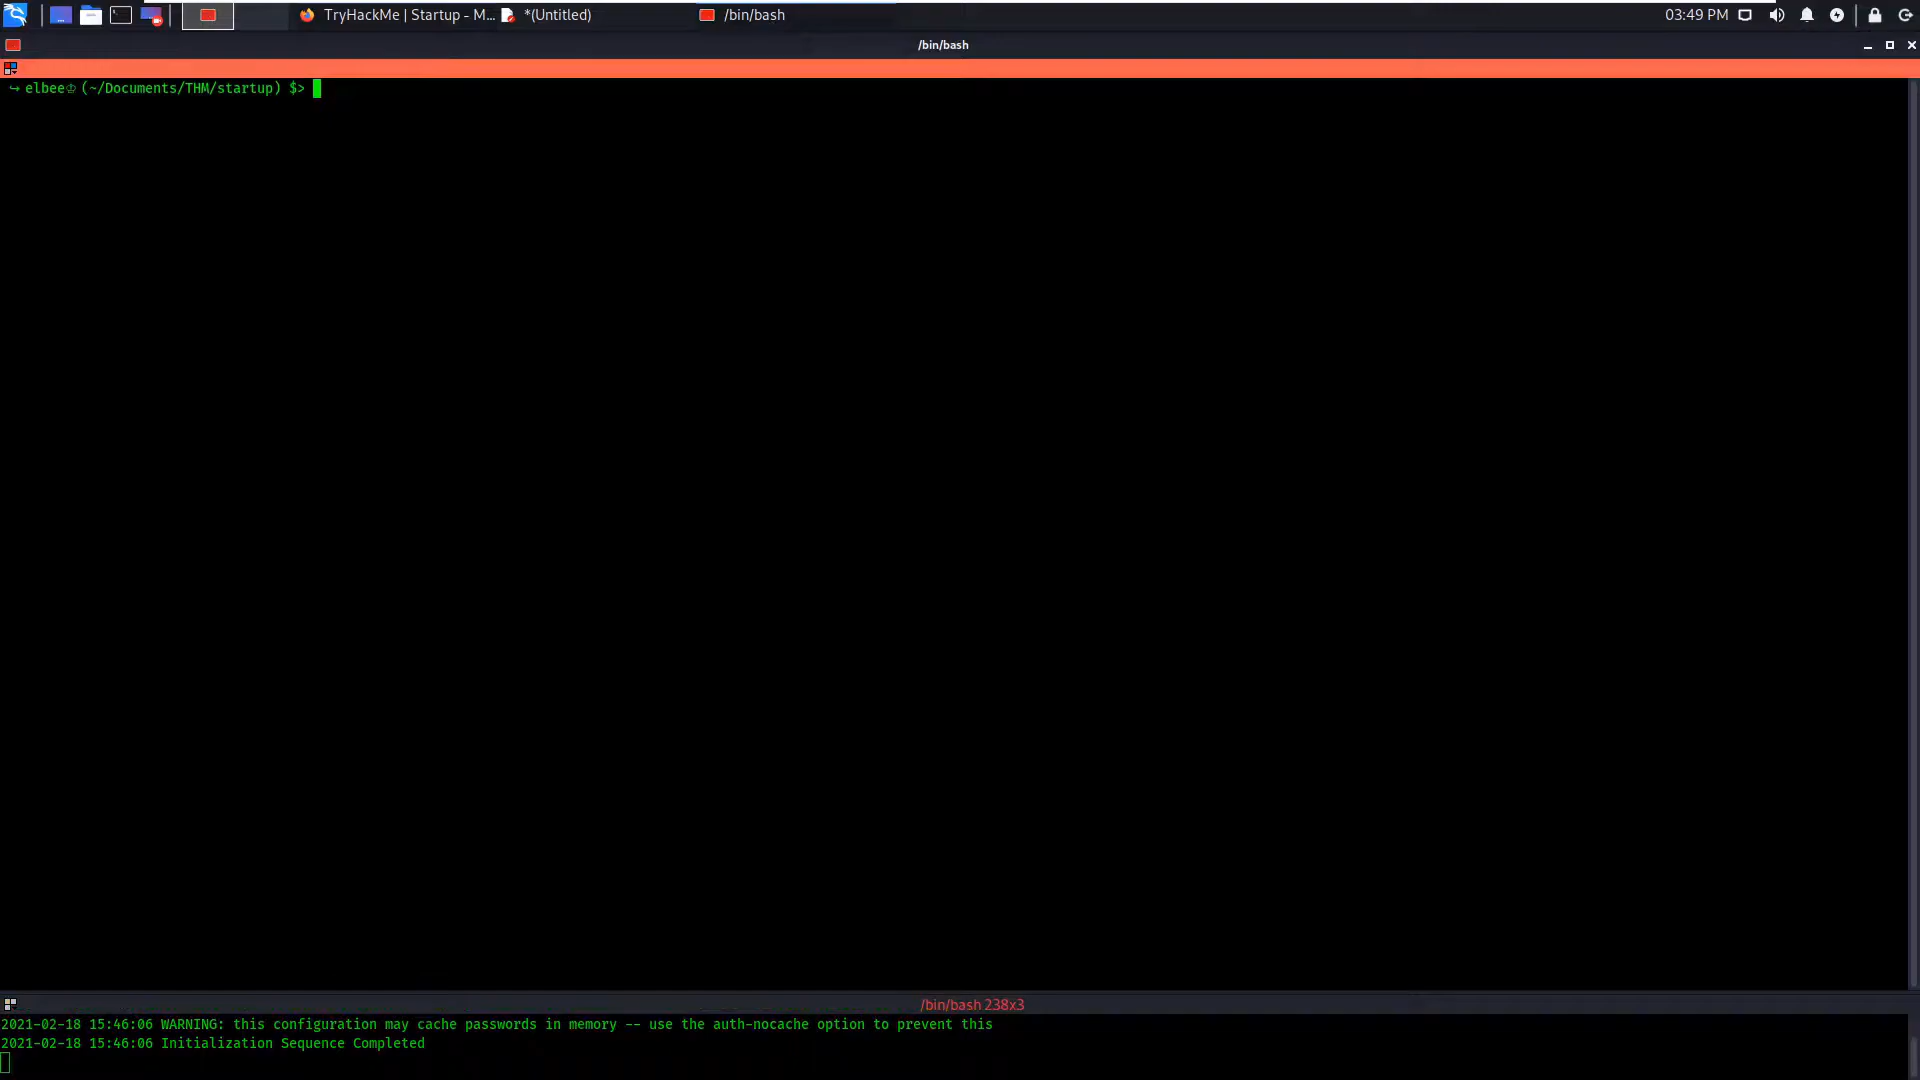 TryHackMe | Startup - M... *(Untitled) /bin/bash 03:49 PM
/bin/bash
↪ elbee♔ (~/Documents/THM/startup) $>
/bin/bash 238x3
2021-02-18 15:46:06 WARNING: this configuration may cache passwords in memory -- use the auth-nocache option to prevent this
2021-02-18 15:46:06 Initialization Sequence Completed